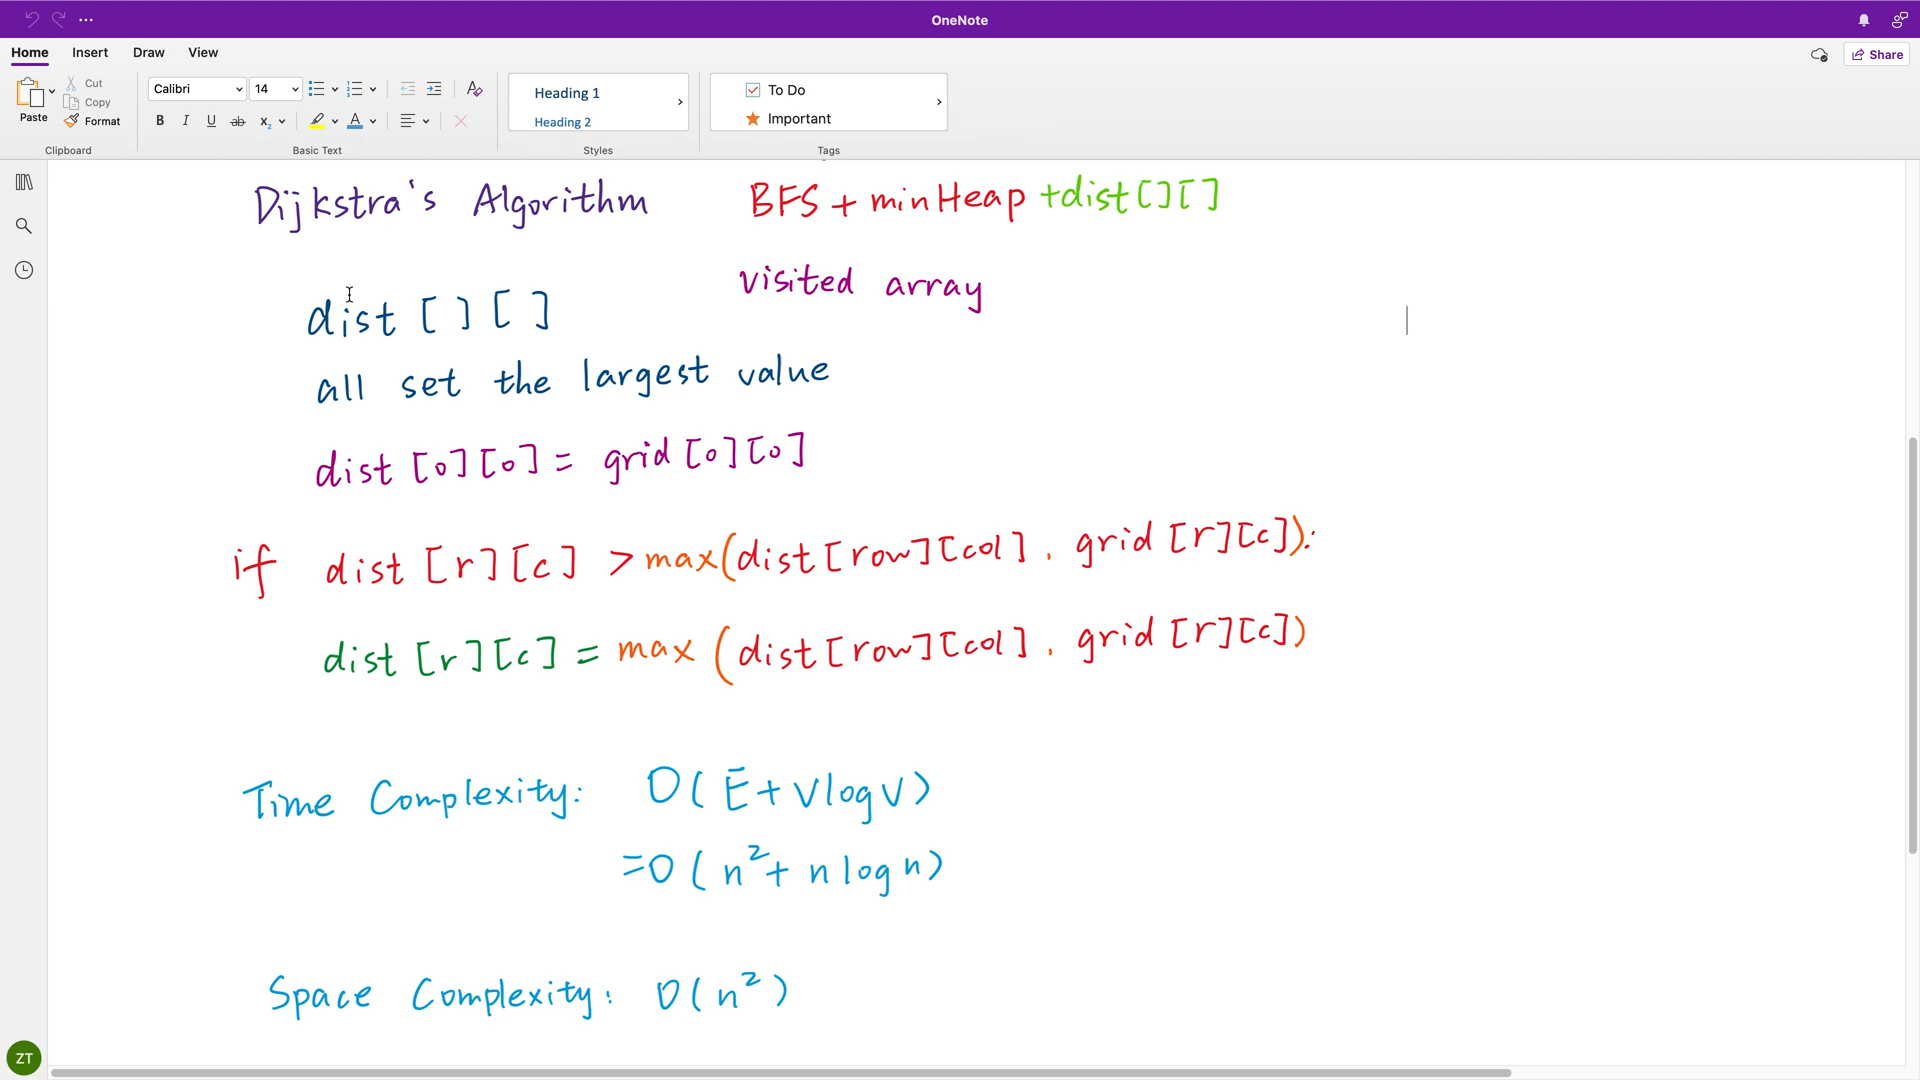 OneNote
Home Insert Draw View
Share
Paste
Cut
Copy
Format
Calibri 14
B I U ab x₂ A
Heading 1
Heading 2
To Do
Important
Clipboard Basic Text Styles Tags
Dijkstra's Algorithm BFS + minHeap +dist[][]
visited array
dist [ ] [ ]
all set the largest value
dist [0][0] = grid [0][0]
if dist [r][c] > max(dist[row][col], grid [r][c]):
dist [r][c] = max (dist[row][col], grid [r][c])
Time Complexity: O( E + VlogV)
=O ( n² + n log n)
Space Complexity: O( n² )
ZT